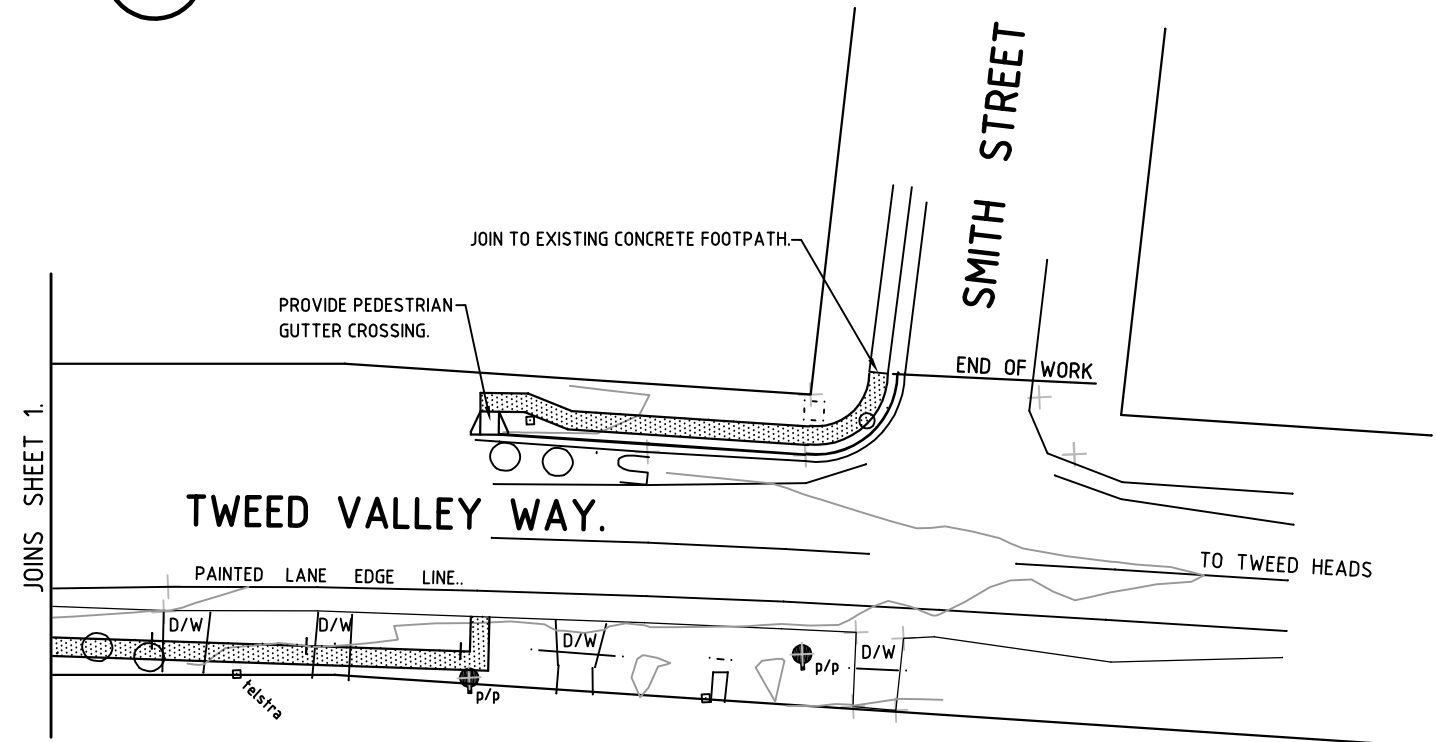 SMITH STREET
JOIN TO EXISTING CONCRETE FOOTPATH.
PROVIDE PEDESTRIAN
GUTTER CROSSING.
END OF WORK
JOINS SHEET 1.
TWEED VALLEY WAY.
TO TWEED HEADS
PAINTED LANE EDGE LINE..
D/W
D/W
D/W
D/W
p/p
p/p
telstra